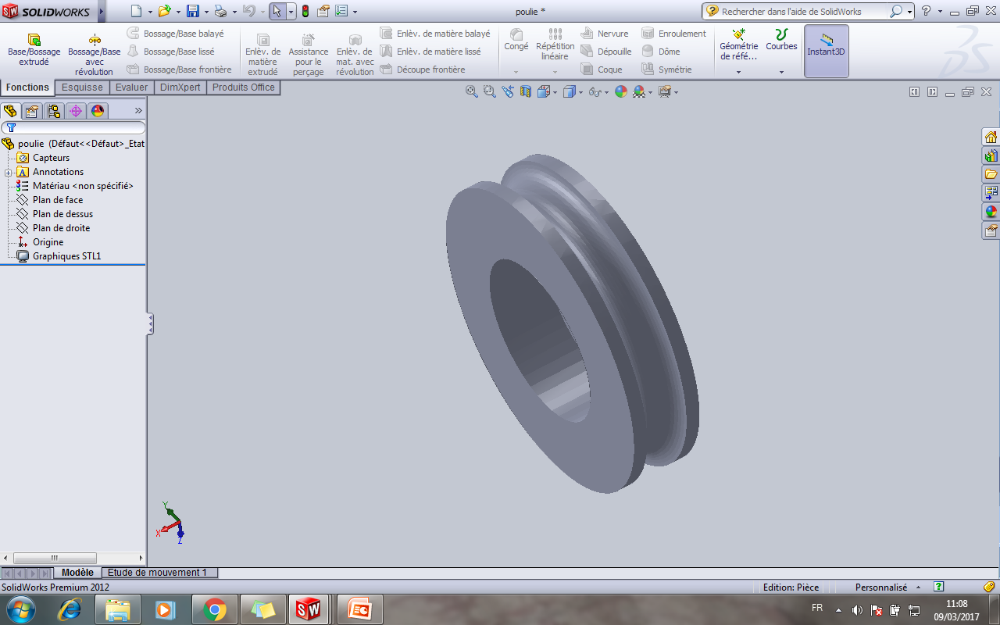 SW SOLIDWORKS
poulie *
Rechercher dans l'aide de SolidWorks
Base/Bossage
extrudé
Bossage/Base
avec
révolution
Bossage/Base balayé
Bossage/Base lissé
Bossage/Base frontière
Enlèv. de
matière
extrudé
Assistance
pour le
perçage
Enlèv. de
mat. avec
révolution
Enlèv. de matière balayé
Enlèv. de matière lissé
Découpe frontière
Congé
Répétition
linéaire
Nervure
Dépouille
Coque
Enroulement
Dôme
Symétrie
Géométrie
de réfé...
Courbes
Instant3D
Fonctions
Esquisse
Evaluer
DimXpert
Produits Office
poulie (Défaut<<Défaut>_Etat
Capteurs
Annotations
Matériau <non spécifié>
Plan de face
Plan de dessus
Plan de droite
Origine
Graphiques STL1
Y
X
Z
Modèle
Etude de mouvement 1
SolidWorks Premium 2012
Edition: Pièce
Personnalisé
FR
11:08
09/03/2017